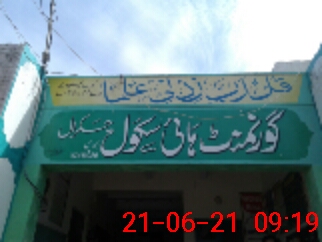 قل رب زدنی علما
گورنمنٹ ہائی سکول
21-06-21 09:19